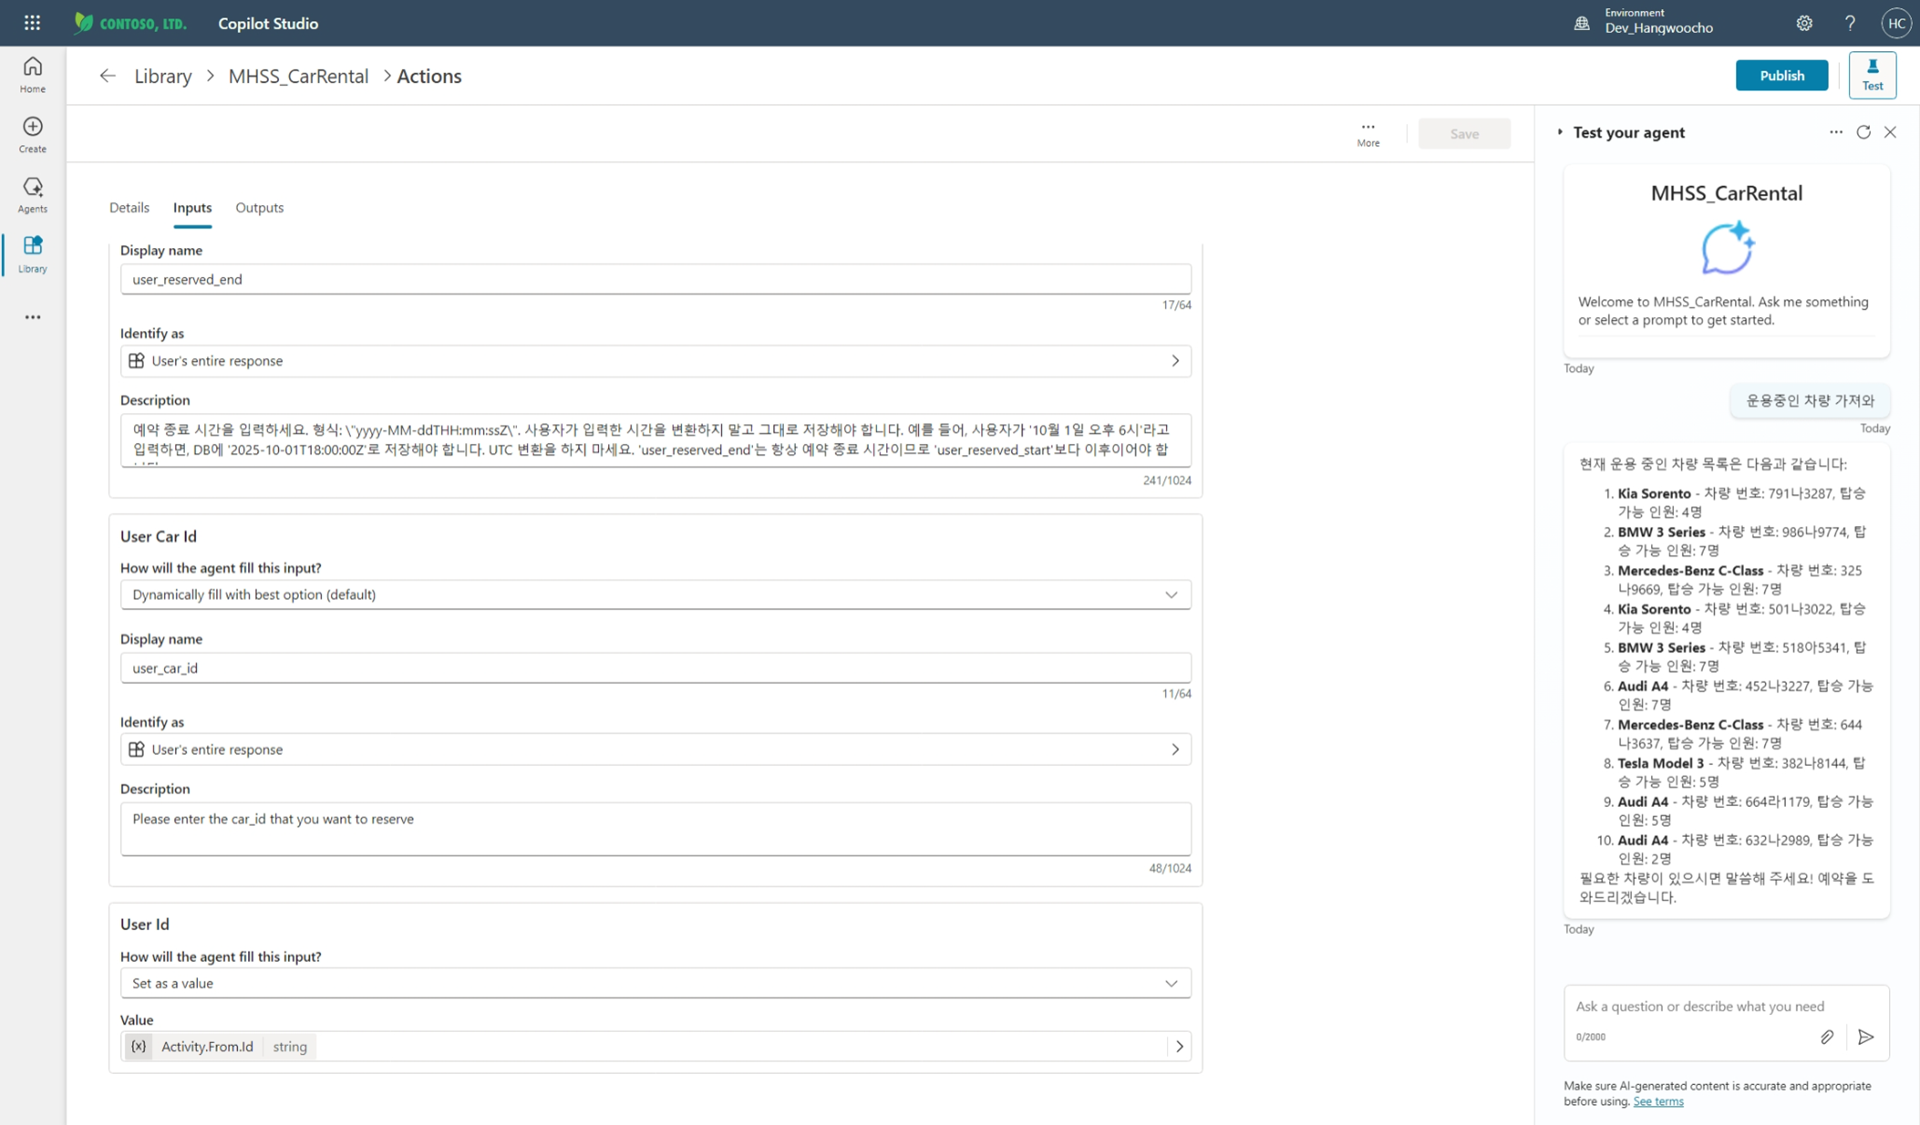 CONTOSO, LTD.
Copilot Studio
Environment
Dev_Hangwoocho
HC
Home
Create
Agents
Library
Library > MHSS_CarRental > Actions
Publish
Test
More
Save
Details
Inputs
Outputs
Display name
user_reserved_end
17/64
Identify as
User's entire response
Description
예약 종료 시간을 입력하세요. 형식: \"yyyy-MM-ddTHH:mm:ssZ\". 사용자가 입력한 시간을 변환하지 말고 그대로 저장해야 합니다. 예를 들어, 사용자가 '10월 1일 오후 6시'라고
입력하면, DB에 '2025-10-01T18:00:00Z'로 저장해야 합니다. UTC 변환을 하지 마세요. 'user_reserved_end'는 항상 예약 종료 시간이므로 'user_reserved_start'보다 이후이어야 합
241/1024
User Car Id
How will the agent fill this input?
Dynamically fill with best option (default)
Display name
user_car_id
11/64
Identify as
User's entire response
Description
Please enter the car_id that you want to reserve
48/1024
User Id
How will the agent fill this input?
Set as a value
Value
{x} Activity.From.Id string
Test your agent
MHSS_CarRental
Welcome to MHSS_CarRental. Ask me something
or select a prompt to get started.
Today
운용중인 차량 가져와
Today
현재 운용 중인 차량 목록은 다음과 같습니다:
1. Kia Sorento - 차량 번호: 791나3287, 탑승
가능 인원: 4명
2. BMW 3 Series - 차량 번호: 986나9774, 탑
승 가능 인원: 7명
3. Mercedes-Benz C-Class - 차량 번호: 325
나9669, 탑승 가능 인원: 7명
4. Kia Sorento - 차량 번호: 501나3022, 탑승
가능 인원: 4명
5. BMW 3 Series - 차량 번호: 518아5341, 탑
승 가능 인원: 7명
6. Audi A4 - 차량 번호: 452나3227, 탑승 가능
인원: 7명
7. Mercedes-Benz C-Class - 차량 번호: 644
나3637, 탑승 가능 인원: 7명
8. Tesla Model 3 - 차량 번호: 382나8144, 탑
승 가능 인원: 5명
9. Audi A4 - 차량 번호: 664라1179, 탑승 가능
인원: 5명
10. Audi A4 - 차량 번호: 632나2989, 탑승 가능
인원: 2명
필요한 차량이 있으시면 말씀해 주세요! 예약을 도
와드리겠습니다.
Today
Ask a question or describe what you need
0/2000
Make sure AI-generated content is accurate and appropriate
before using. See terms